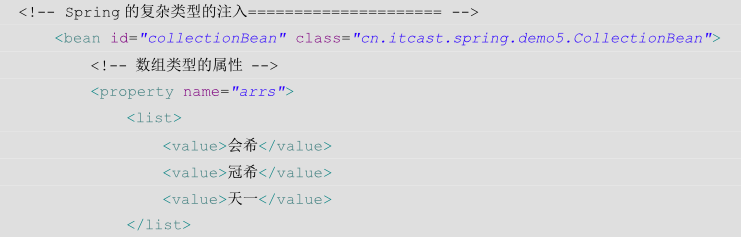 <!-- Spring 的复杂类型的注入===================== -->
<bean id="collectionBean" class="cn.itcast.spring.demo5.CollectionBean">
<!-- 数组类型的属性 -->
<property name="arrs">
<list>
<value>会希</value>
<value>冠希</value>
<value>天一</value>
</list>